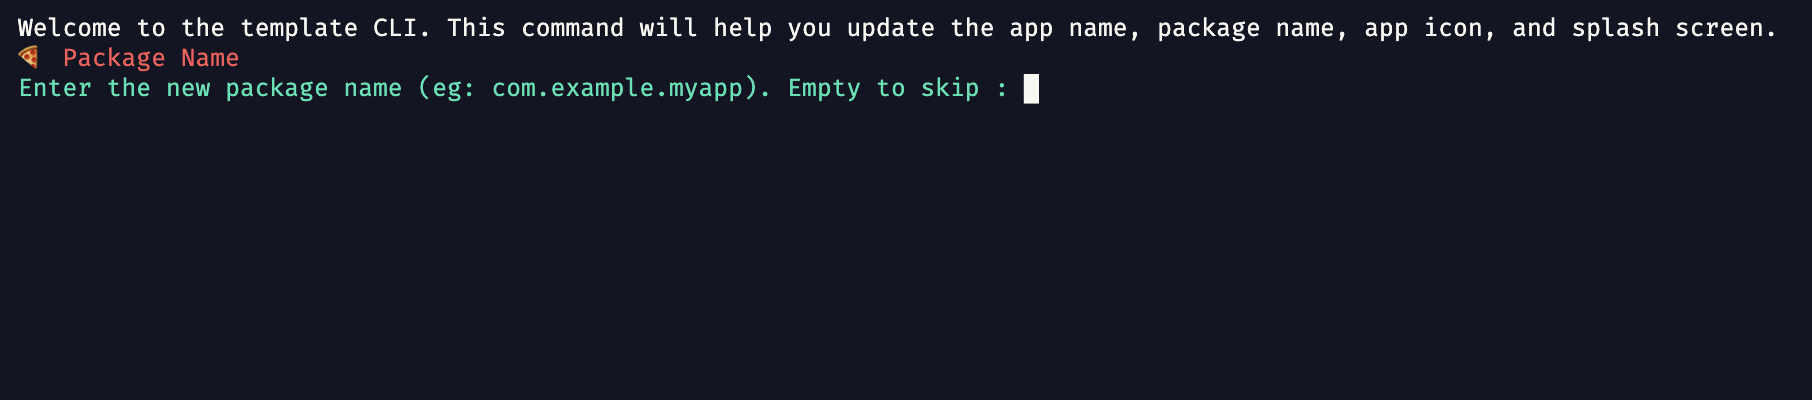 Welcome to the template CLI. This command will help you update the app name, package name, app icon, and splash screen.
🍕 Package Name
Enter the new package name (eg: com.example.myapp). Empty to skip :